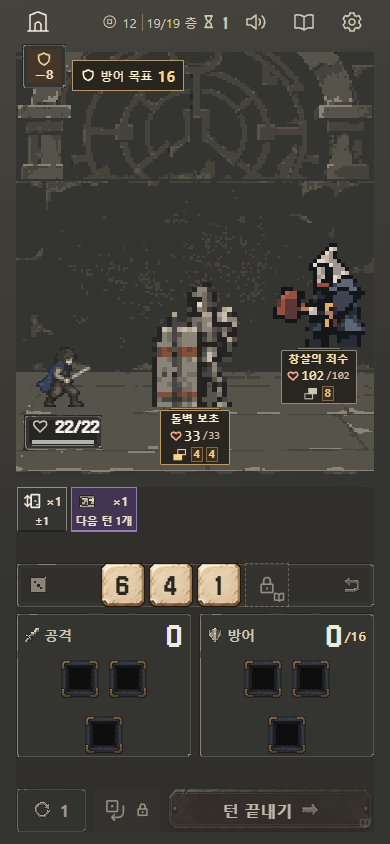 12 19/19 층 1
−8
방어 목표 16
창살의 죄수
102/102
8
22/22
돌벽 보초
33/33
4 4
×1
±1
×1
다음 턴 1개
6 4 1
공격 0
방어 0/16
1
턴 끝내기